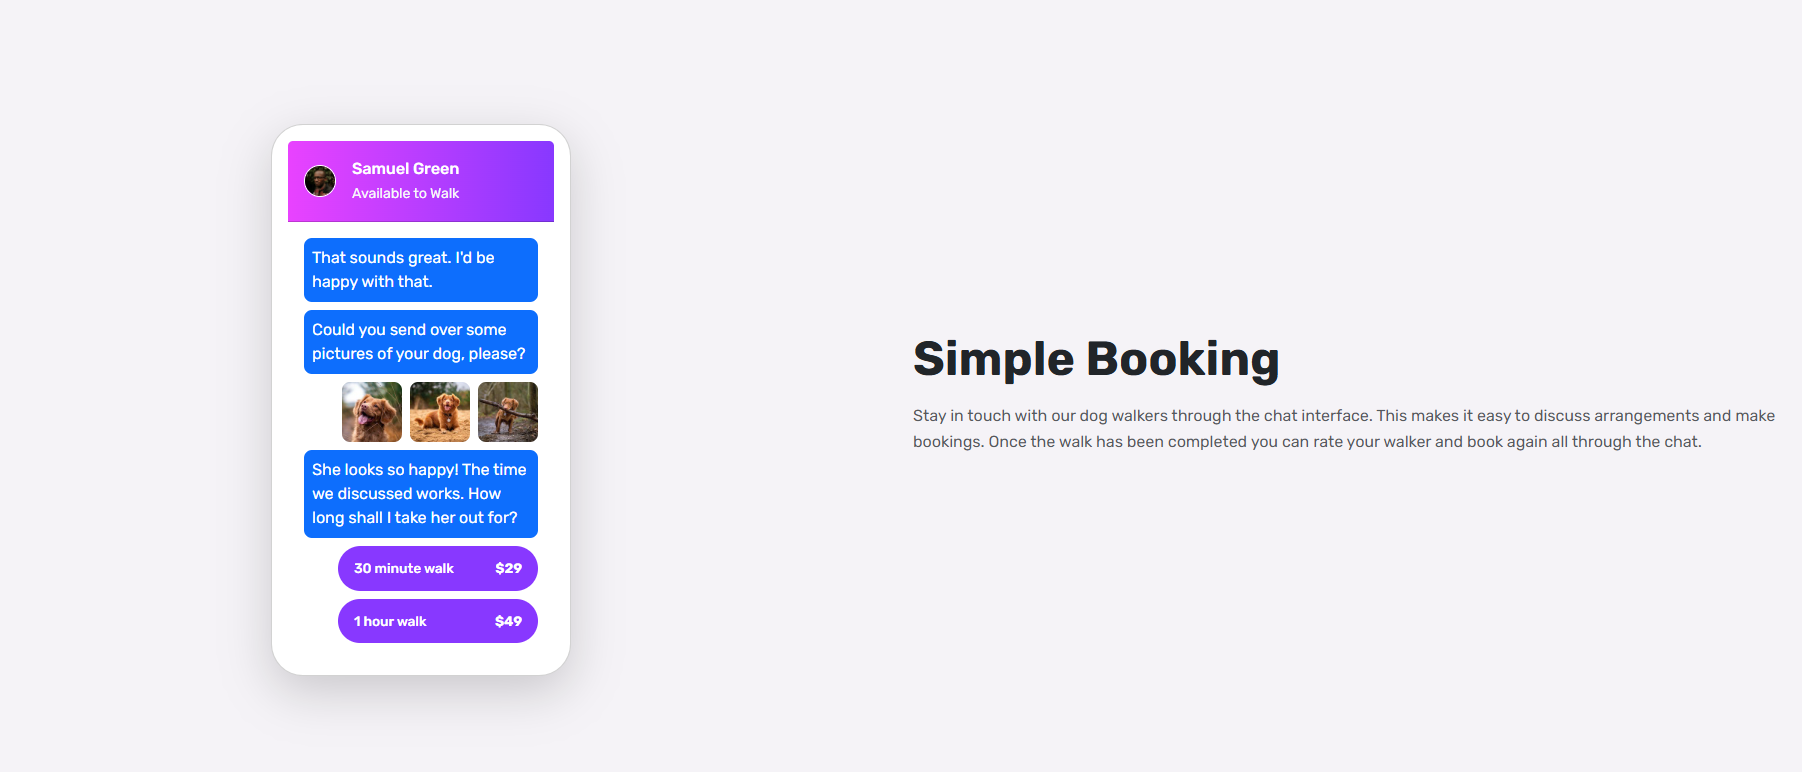 Samuel Green
Available to Walk
That sounds great. I'd be
happy with that.
Could you send over some
pictures of your dog, please?
She looks so happy! The time
we discussed works. How
long shall I take her out for?
30 minute walk $29
1 hour walk $49
Simple Booking
Stay in touch with our dog walkers through the chat interface. This makes it easy to discuss arrangements and make
bookings. Once the walk has been completed you can rate your walker and book again all through the chat.